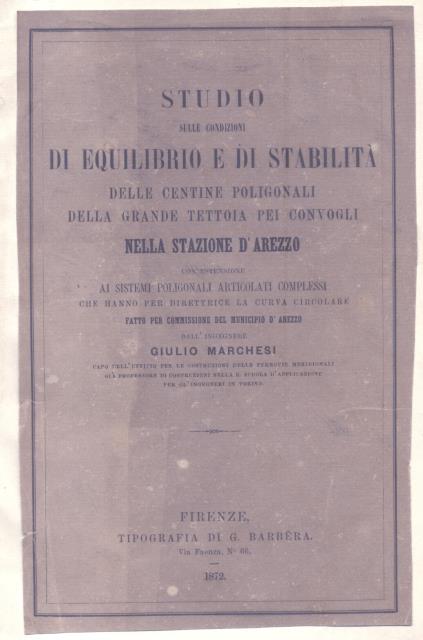 STUDIO
SULLE CONDIZIONI
DI EQUILIBRIO E DI STABILITÀ
DELLE CENTINE POLIGONALI
DELLA GRANDE TETTOIA PEI CONVOGLI
NELLA STAZIONE D'AREZZO
CON ESTENSIONE
AI SISTEMI POLIGONALI ARTICOLATI COMPLESSI
CHE HANNO PER DIRETTRICE LA CURVA CIRCOLARE
FATTO PER COMMISSIONE DEL MUNICIPIO D'AREZZO
DALL'INGEGNERE
GIULIO MARCHESI
CAPO DELL'UFFIZIO PER LE COSTRUZIONI DELLE FERROVIE MERIDIONALI
GIÀ PROFESSORE DI COSTRUZIONI NELLA R. SCUOLA D'APPLICAZIONE
PER GL'INGEGNERI IN TORINO.
FIRENZE,
TIPOGRAFIA DI G. BARBÈRA.
Via Faenza, Nº 66.
1872.